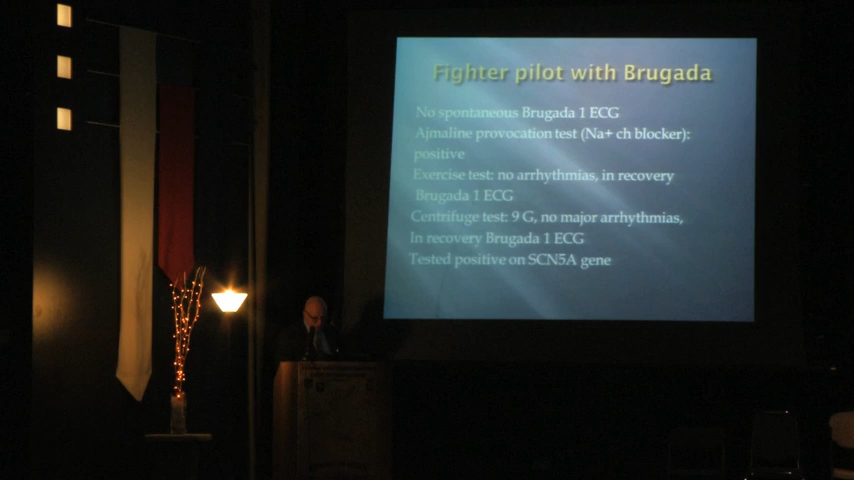 Fighter pilot with Brugada
No spontaneous Brugada 1 ECG
Ajmaline provocation test (Na+ ch blocker):
positive
Exercise test: no arrhythmias, in recovery
Brugada 1 ECG
Centrifuge test: 9 G, no major arrhythmias,
In recovery Brugada 1 ECG
Tested positive on SCN5A gene